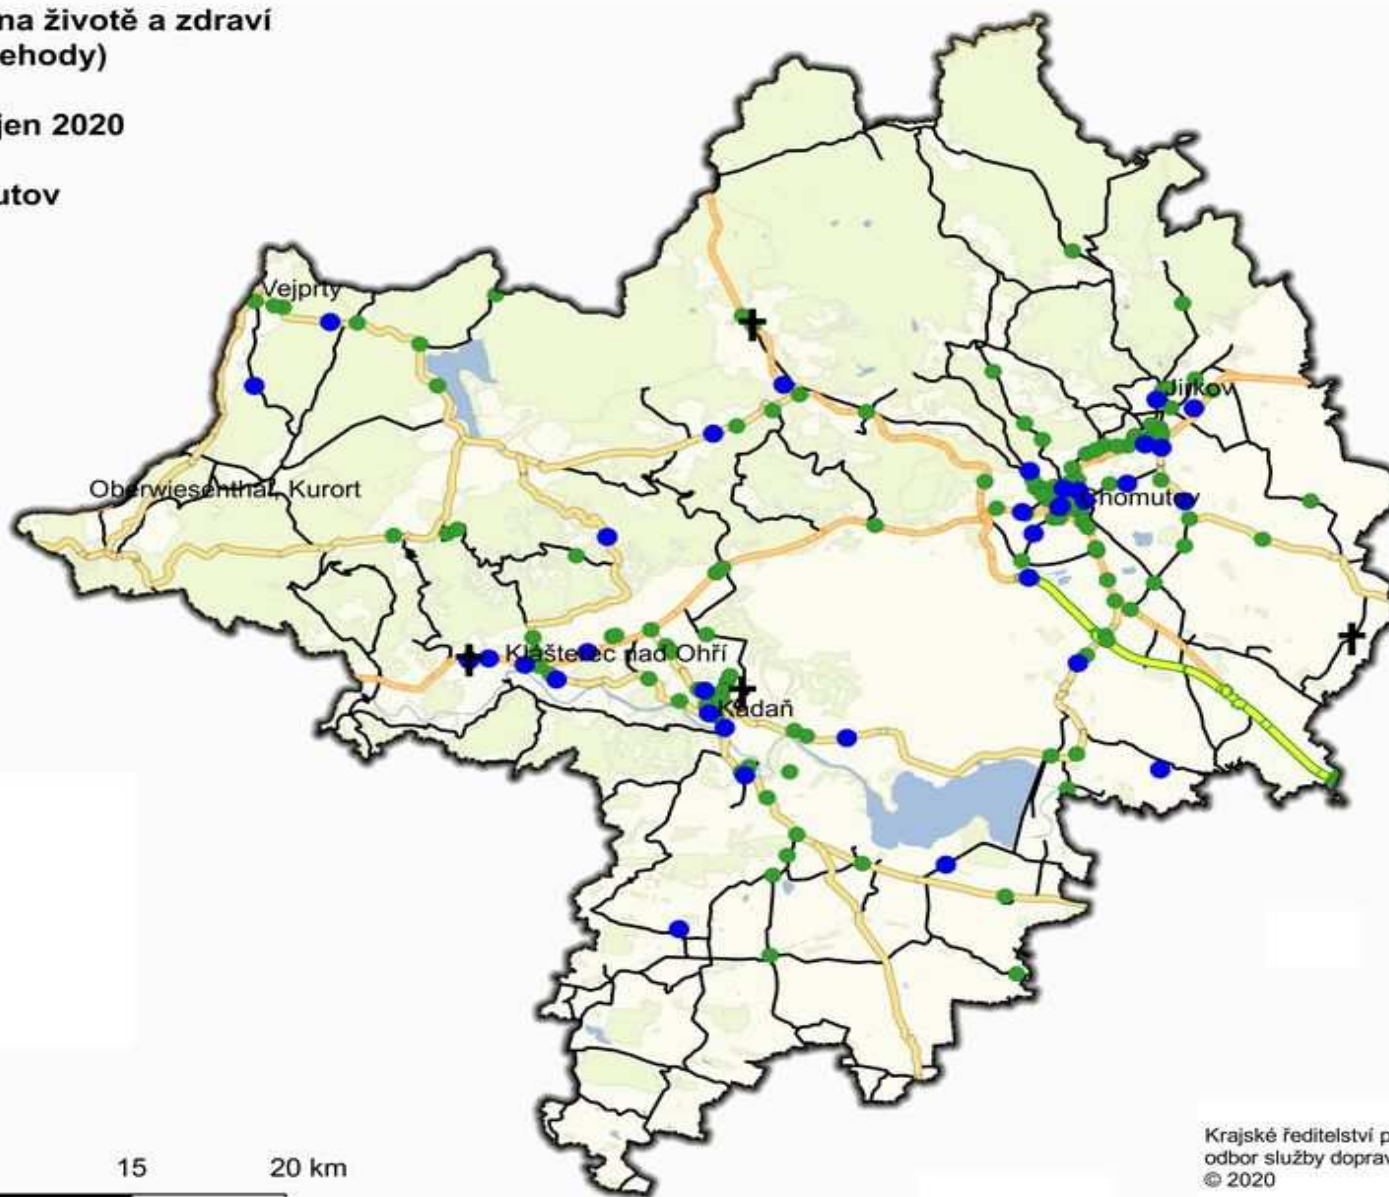 na životě a zdraví
ehody)
jen 2020
utov
Vejprty
Jirkov
Oberwiesenthal, Kurort
Chomutov
Klášterec nad Ohří
Kadaň
15 20 km
Krajské ředitelství p
odbor služby doprav
© 2020